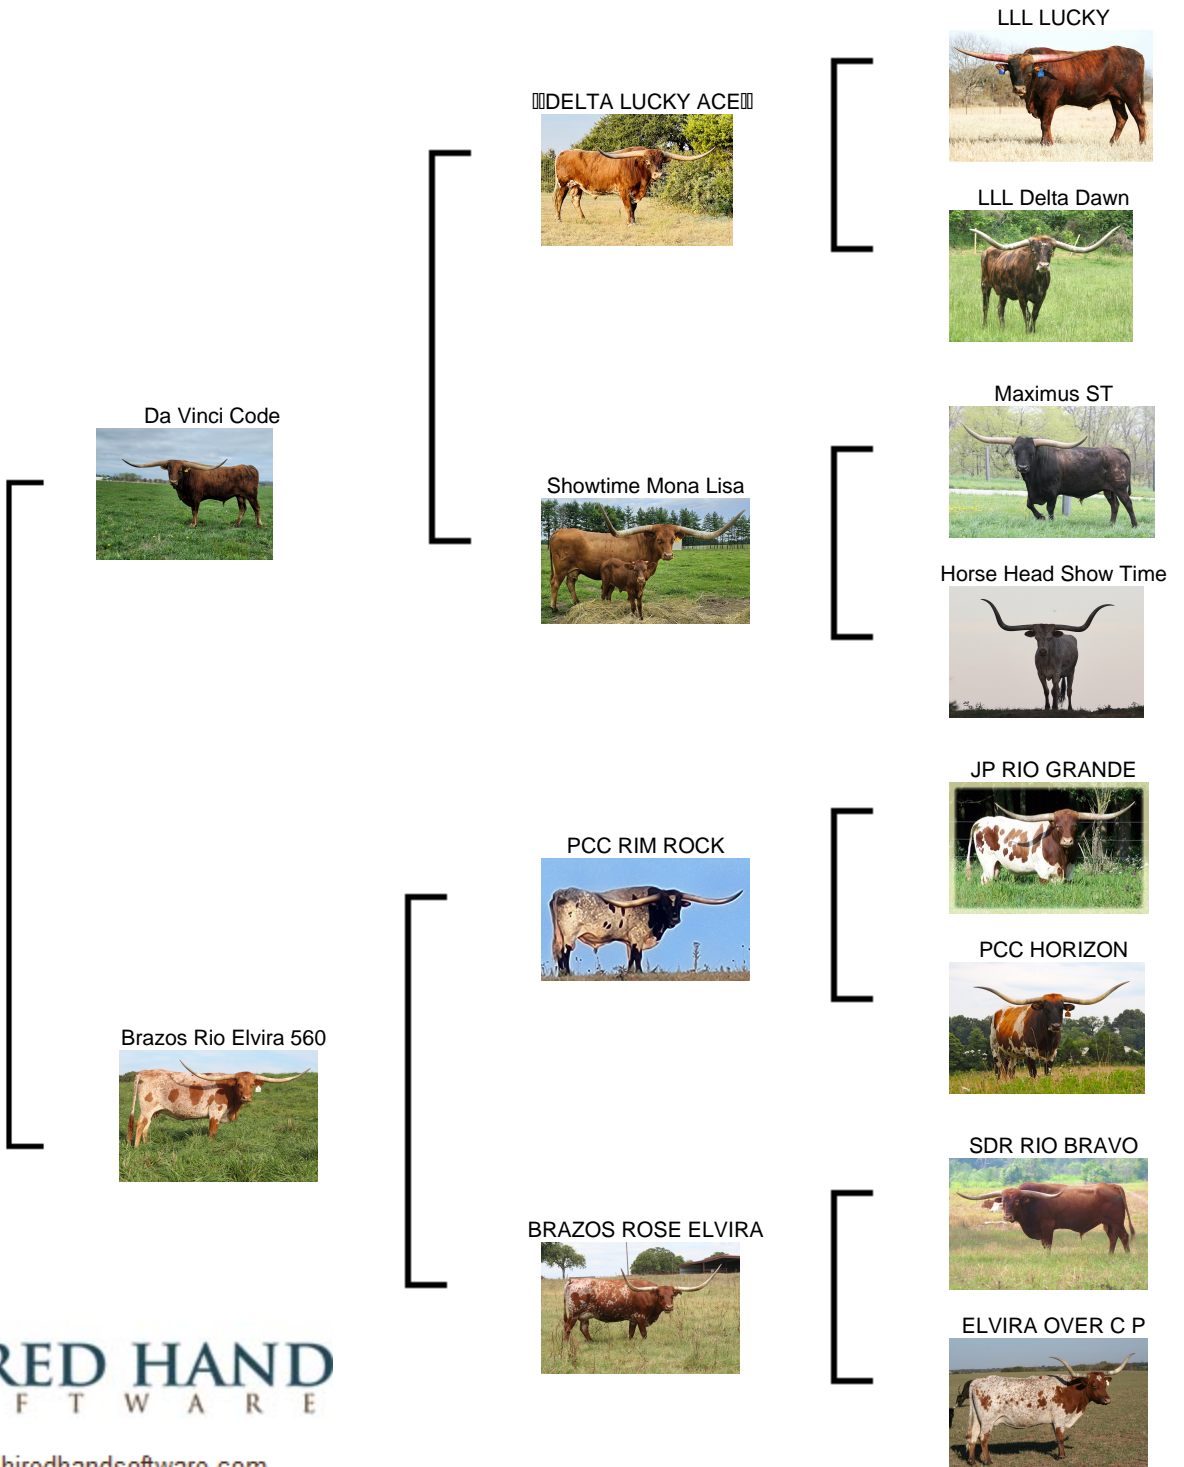 LLL LUCKY
DELTA LUCKY ACE
LLL Delta Dawn
Maximus ST
Da Vinci Code
Showtime Mona Lisa
Horse Head Show Time
JP RIO GRANDE
PCC RIM ROCK
PCC HORIZON
Brazos Rio Elvira 560
SDR RIO BRAVO
BRAZOS ROSE ELVIRA
ELVIRA OVER C P
RED HAND
F T W A R E
hiredhandsoftware.com